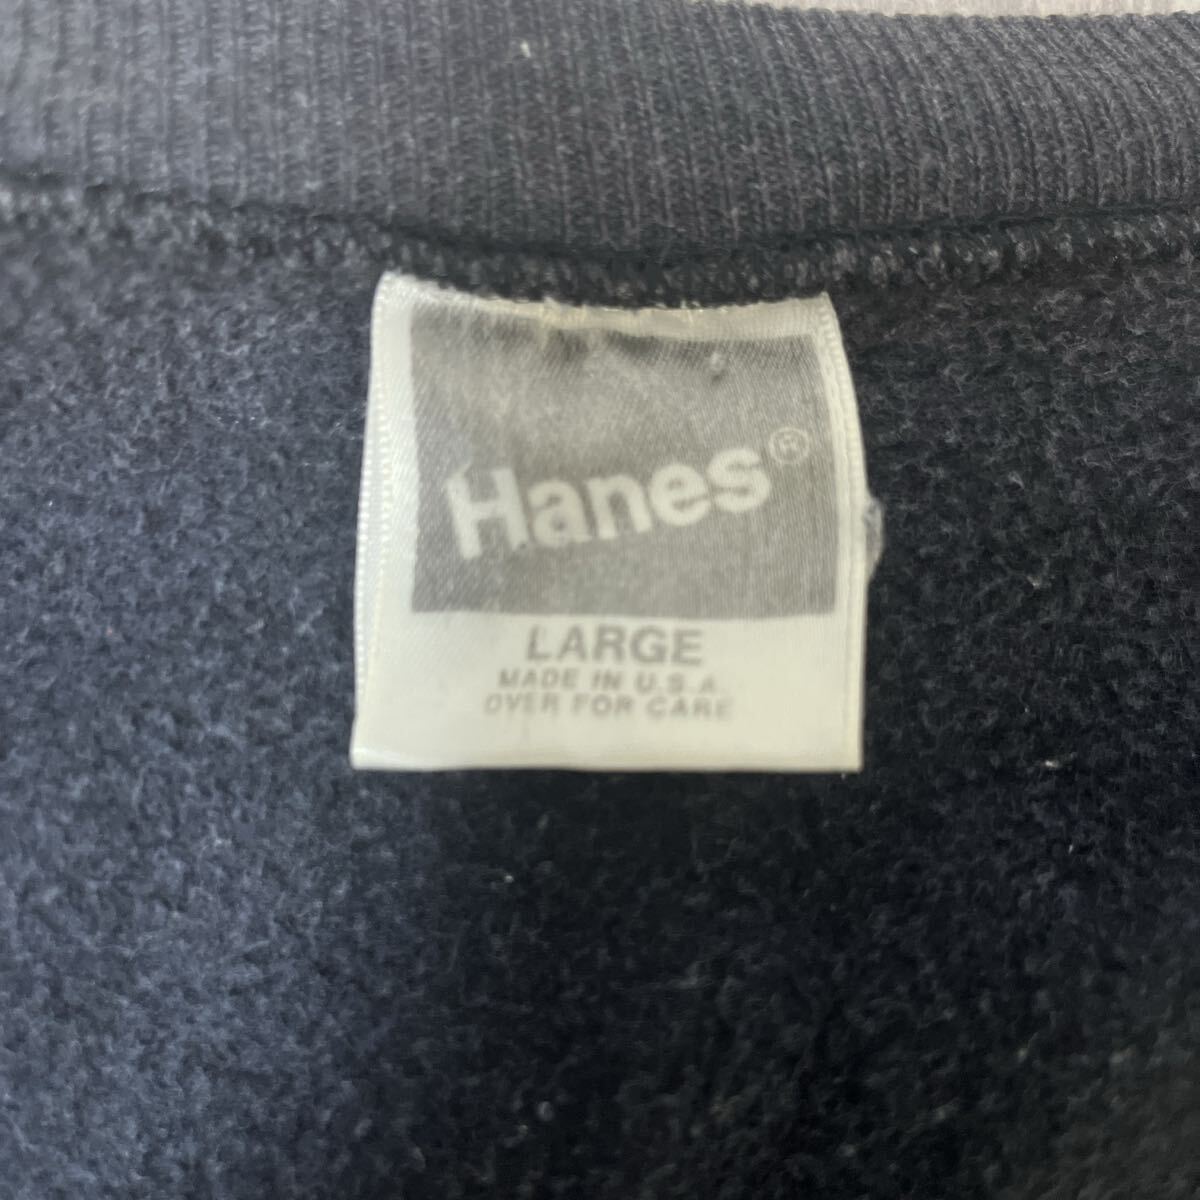 Hanes®
LARGE
MADE IN U.S.A.
OVER FOR CARE